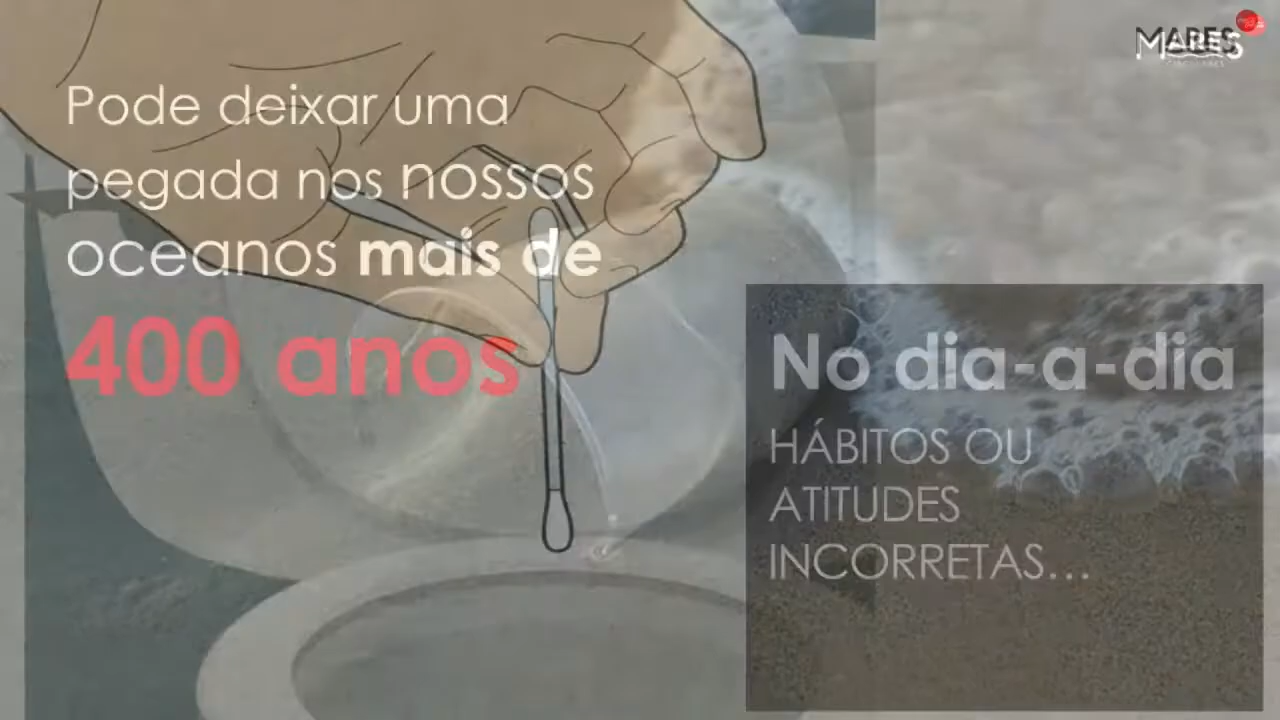 MARES
Pode deixar uma
pegada nos nossos
oceanos mais de
400 anos
No dia-a-dia
HÁBITOS OU
ATITUDES
INCORRETAS...